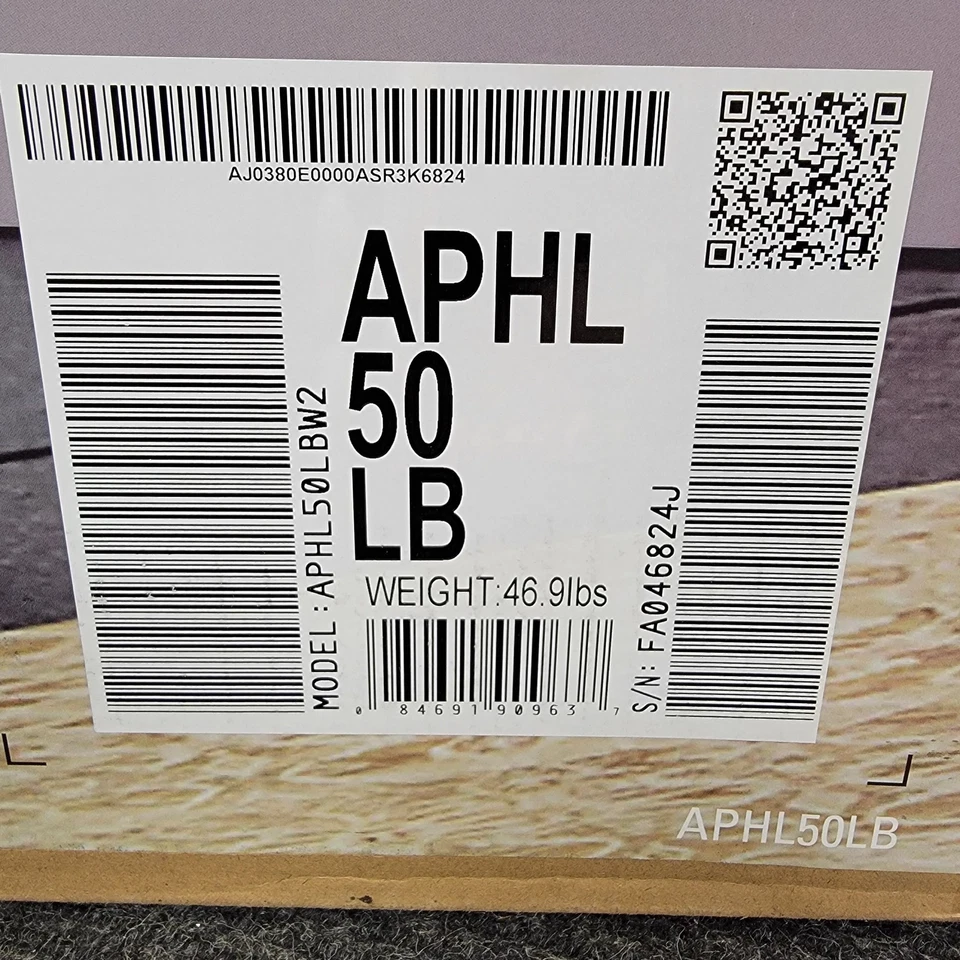 AJ0380E0000ASR3K6824
APHL
50
LB
MODEL:APHL50LBW2
WEIGHT:46.9lbs
S/N: FA046824J
0 84691 90963 7
APHL50LB